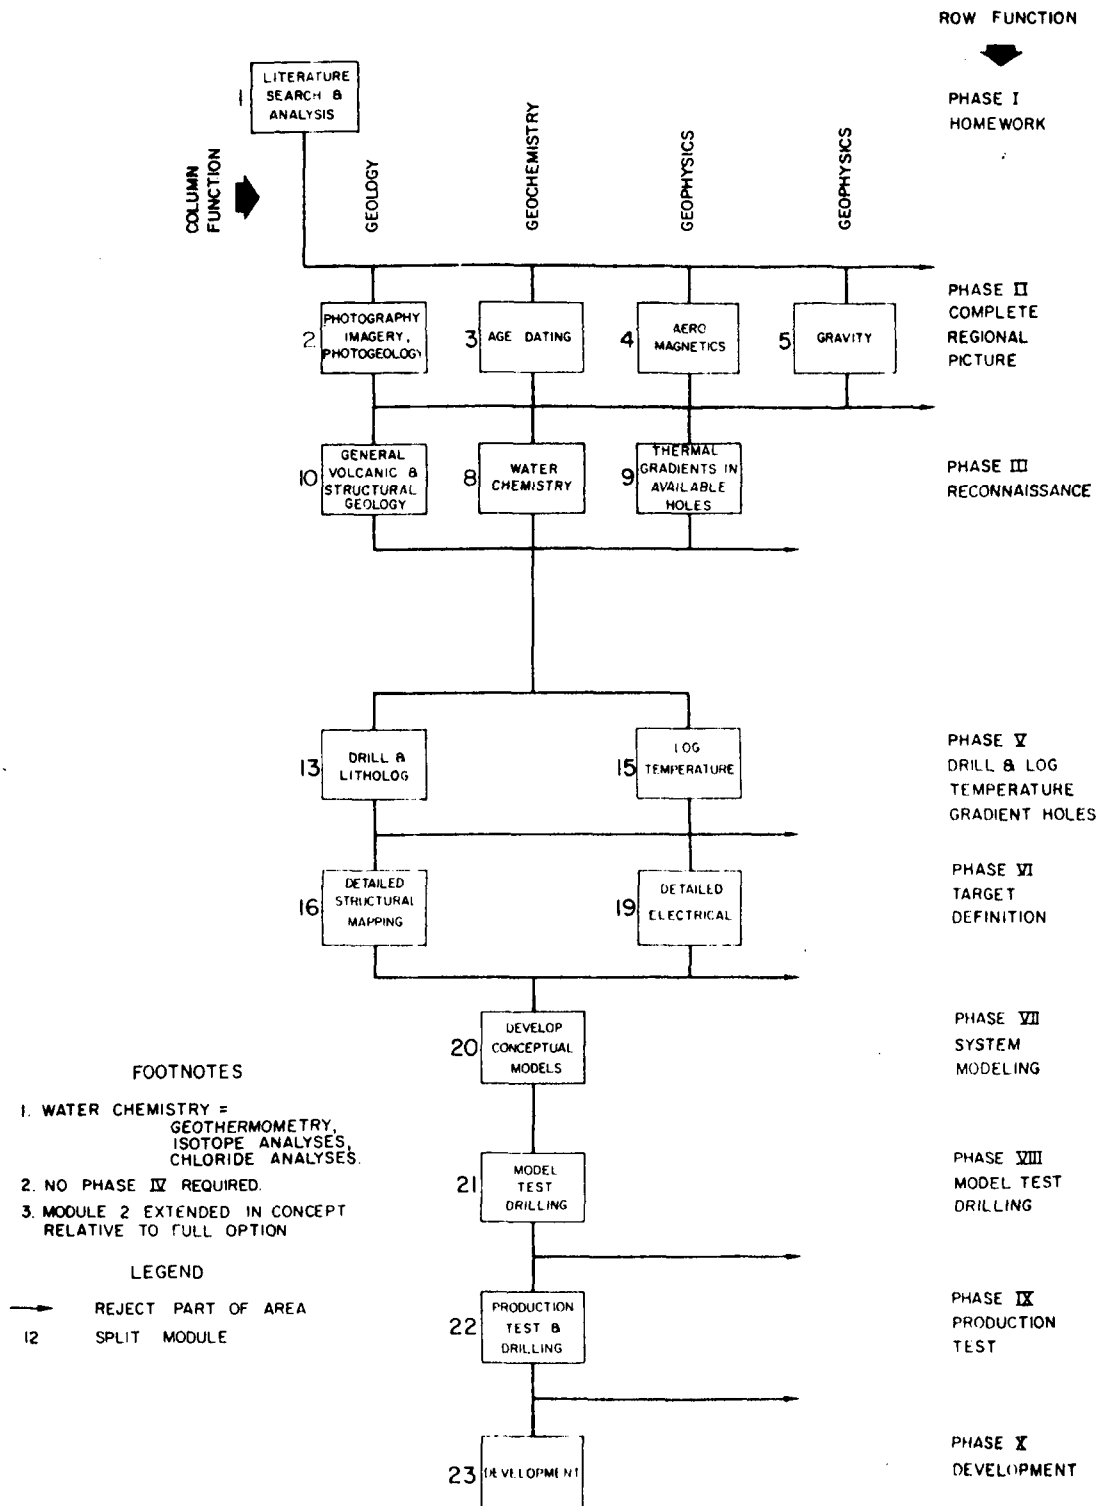 ROW FUNCTION
1
LITERATURE
SEARCH &
ANALYSIS
PHASE I
HOMEWORK
COLUMN
FUNCTION
GEOLOGY
GEOCHEMISTRY
GEOPHYSICS
GEOPHYSICS
2
PHOTOGRAPHY
IMAGERY,
PHOTOGEOLOGY
3
AGE DATING
4
AERO
MAGNETICS
5
GRAVITY
PHASE II
COMPLETE
REGIONAL
PICTURE
10
GENERAL
VOLCANIC &
STRUCTURAL
GEOLOGY
8
WATER
CHEMISTRY
9
THERMAL
GRADIENTS IN
AVAILABLE
HOLES
PHASE III
RECONNAISSANCE
13
DRILL &
LITHOLOG
15
LOG
TEMPERATURE
PHASE V
DRILL & LOG
TEMPERATURE
GRADIENT HOLES
16
DETAILED
STRUCTURAL
MAPPING
19
DETAILED
ELECTRICAL
PHASE VI
TARGET
DEFINITION
20
DEVELOP
CONCEPTUAL
MODELS
PHASE VII
SYSTEM
MODELING
21
MODEL
TEST
DRILLING
PHASE VIII
MODEL TEST
DRILLING
22
PRODUCTION
TEST &
DRILLING
PHASE IX
PRODUCTION
TEST
23
DEVELOPMENT
PHASE X
DEVELOPMENT
FOOTNOTES
1. WATER CHEMISTRY =
GEOTHERMOMETRY,
ISOTOPE ANALYSES,
CHLORIDE ANALYSES.
2. NO PHASE IV REQUIRED.
3. MODULE 2 EXTENDED IN CONCEPT
RELATIVE TO FULL OPTION
LEGEND
REJECT PART OF AREA
12 SPLIT MODULE